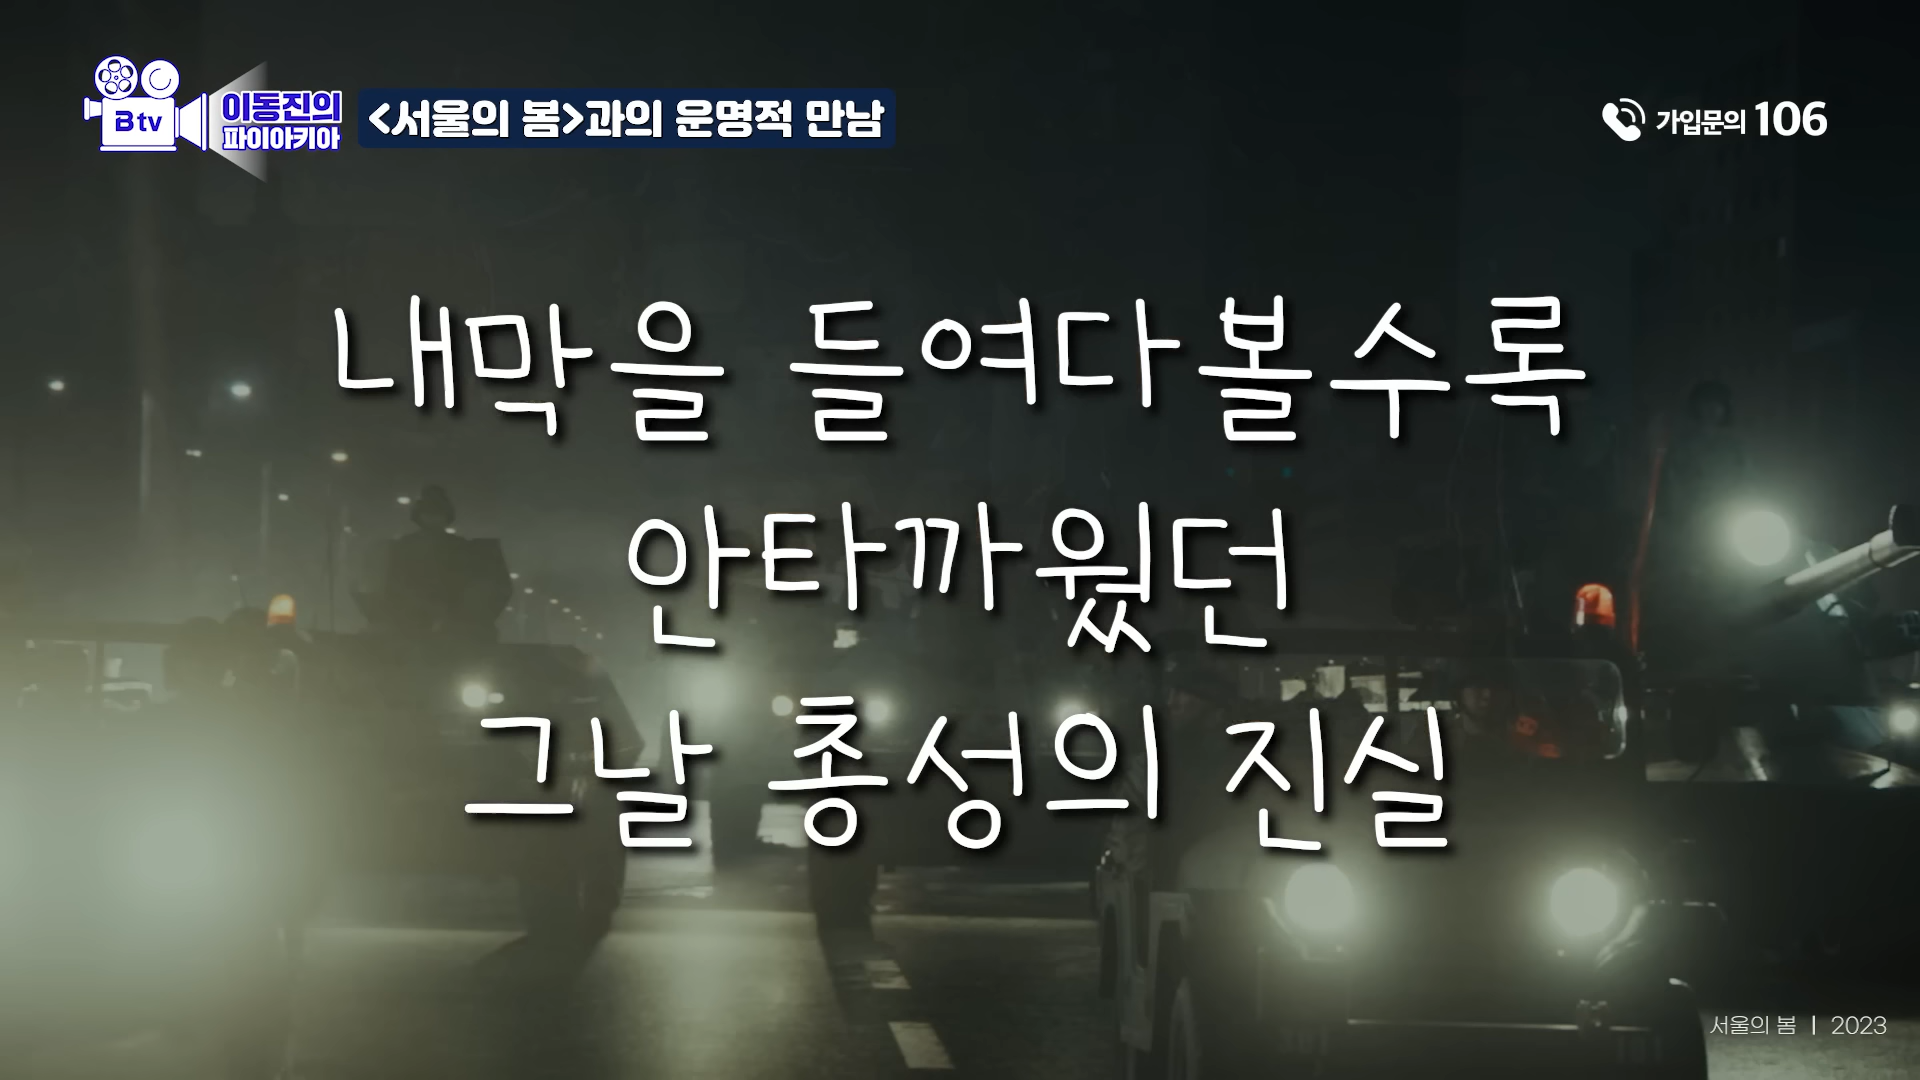 B tv
이동진의
파이아키아
<서울의 봄>과의 운명적 만남
가입문의 106
내막을 들여다볼수록
안타까웠던
그날 총성의 진실
서울의 봄 | 2023